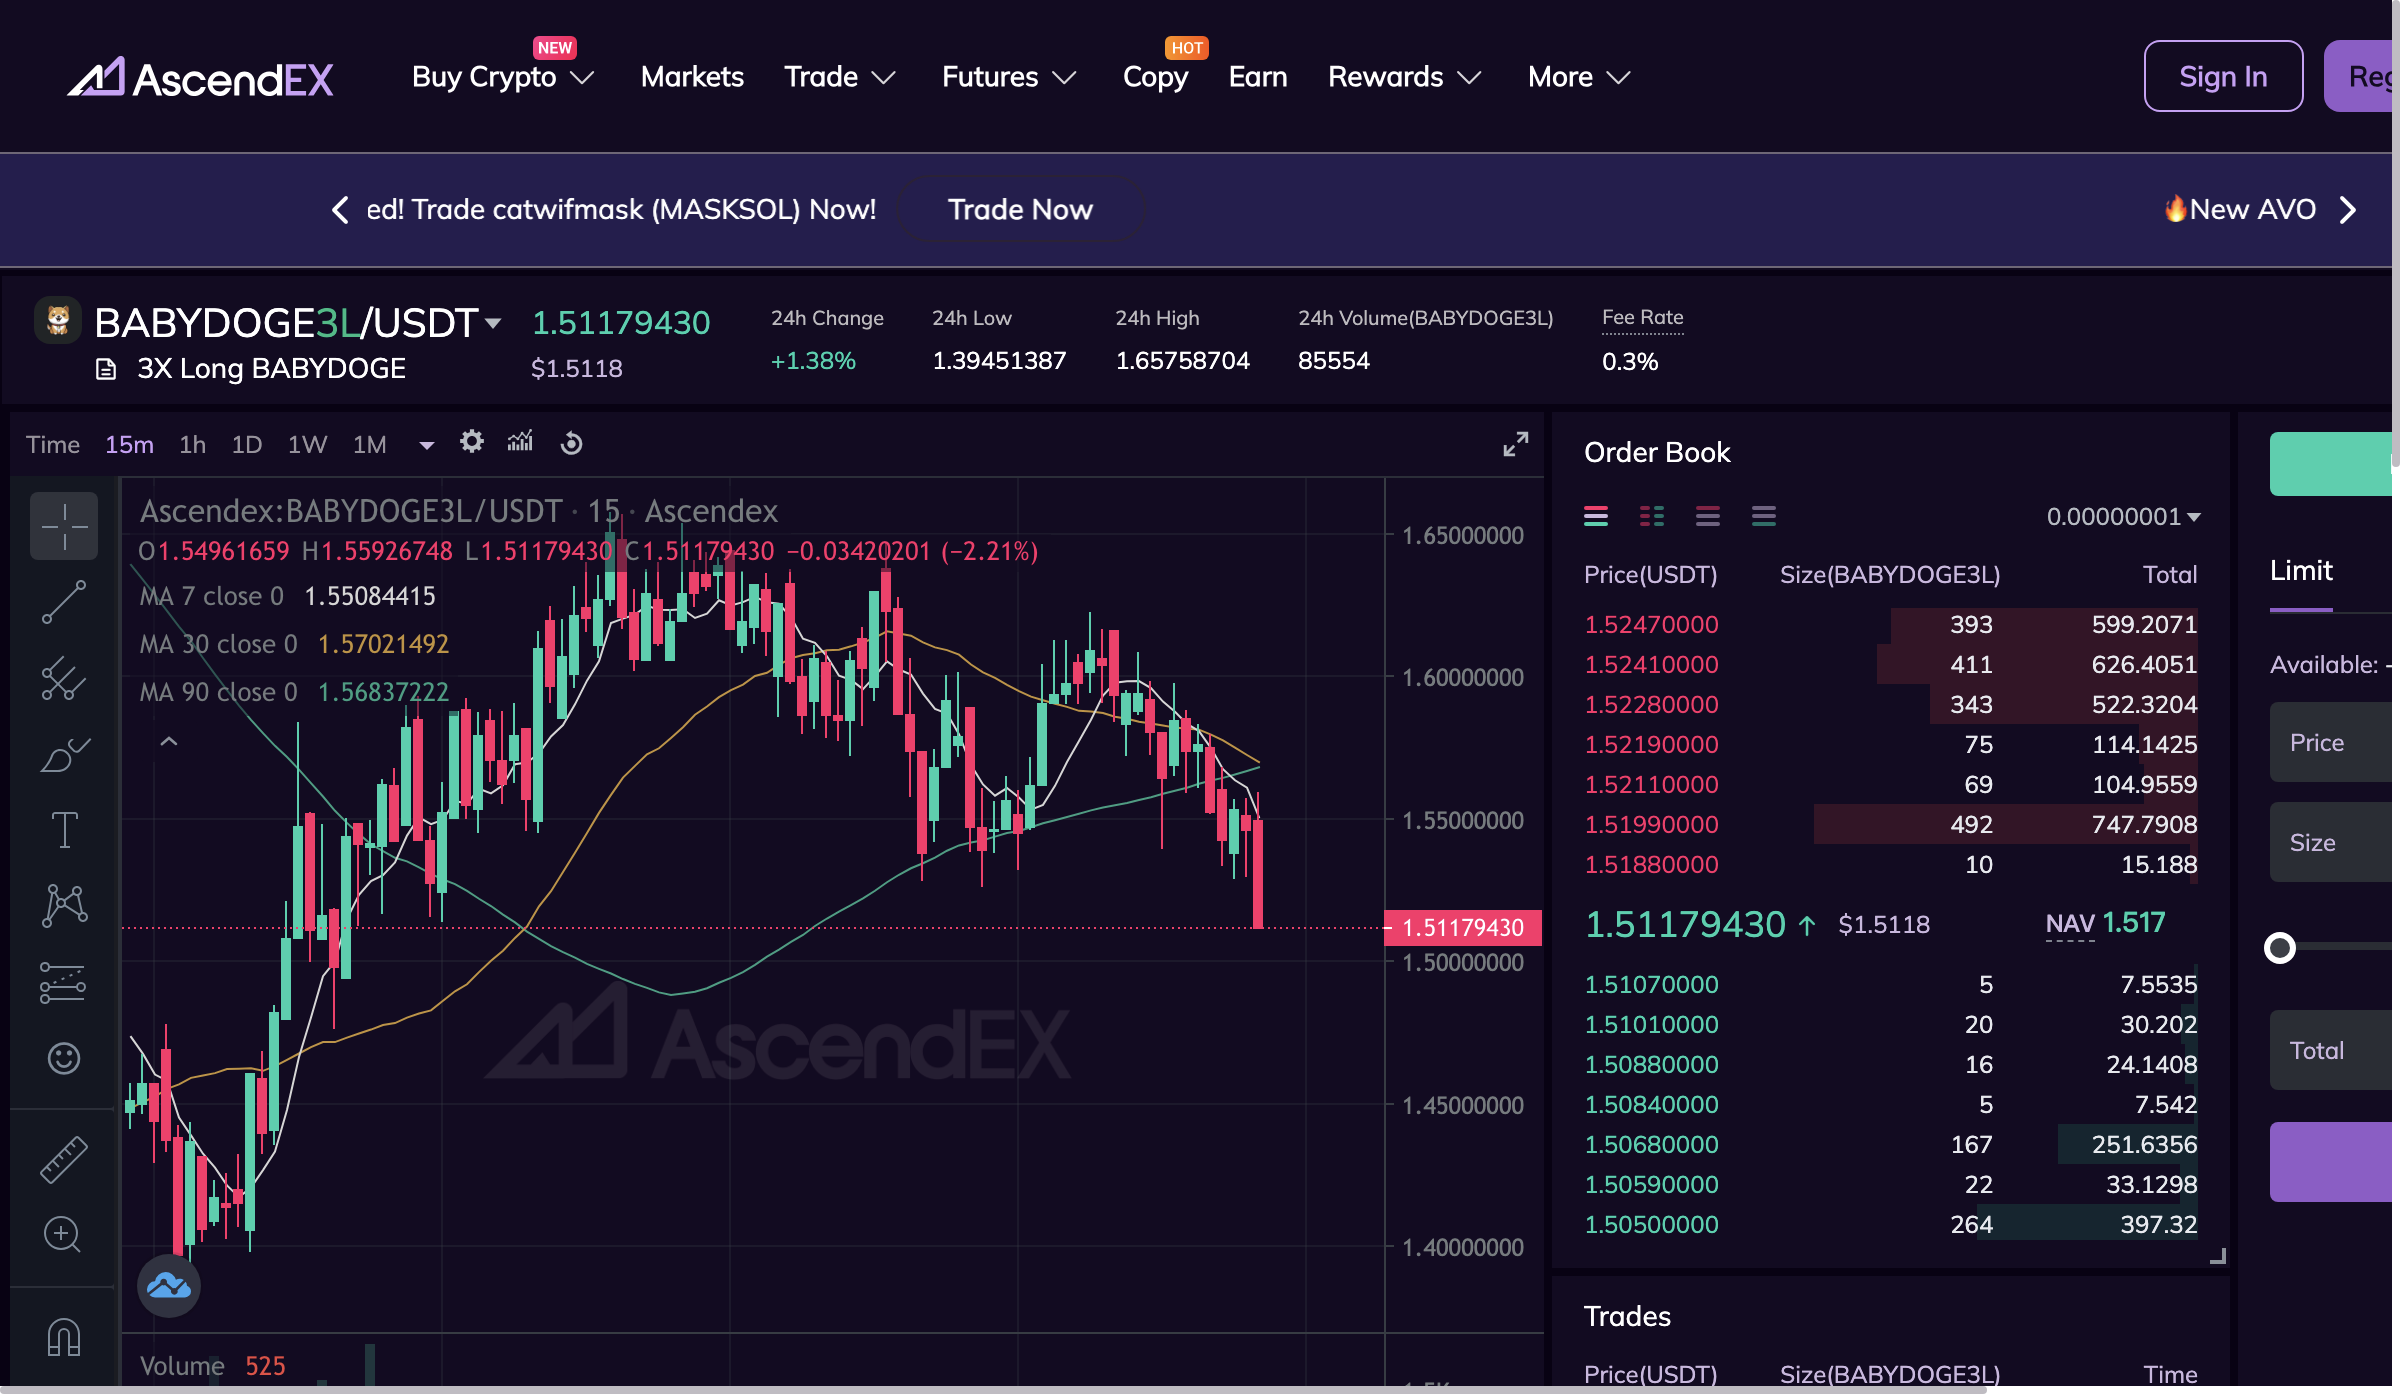 AscendEX
Buy Crypto
NEW
Markets
Trade
Futures
Copy
HOT
Earn
Rewards
More
Sign In
ed! Trade catwifmask (MASKSOL) Now!
Trade Now
🔥New AVO
BABYDOGE3L/USDT
3X Long BABYDOGE
1.51179430
$1.5118
24h Change
+1.38%
24h Low
1.39451387
24h High
1.65758704
24h Volume(BABYDOGE3L)
85554
Fee Rate
0.3%
Time 15m 1h 1D 1W 1M
Ascendex:BABYDOGE3L/USDT · 15 · Ascendex
O1.54961659 H1.55926748 L1.51179430 C1.51179430 −0.03420201 (−2.21%)
MA 7 close 0 1.55084415
MA 30 close 0 1.57021492
MA 90 close 0 1.56837222
1.65000000
1.60000000
1.55000000
1.51179430
1.50000000
1.45000000
1.40000000
AscendEX
Volume 525
Order Book
0.00000001
Price(USDT) Size(BABYDOGE3L) Total
1.52470000 393 599.2071
1.52410000 411 626.4051
1.52280000 343 522.3204
1.52190000 75 114.1425
1.52110000 69 104.9559
1.51990000 492 747.7908
1.51880000 10 15.188
1.51179430 ↑ $1.5118 NAV 1.517
1.51070000 5 7.5535
1.51010000 20 30.202
1.50880000 16 24.1408
1.50840000 5 7.542
1.50680000 167 251.6356
1.50590000 22 33.1298
1.50500000 264 397.32
Trades
Price(USDT) Size(BABYDOGE3L) Time
Limit
Available: -
Price
Size
Total